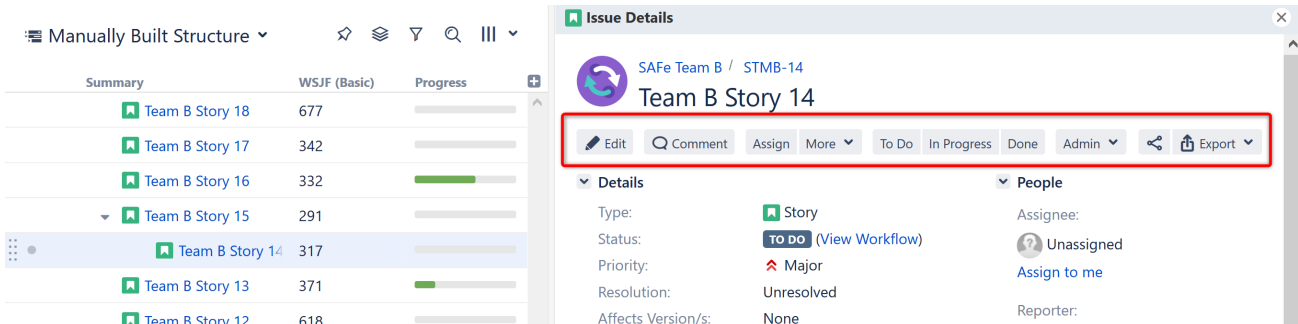 Manually Built Structure
Summary WSJF (Basic) Progress
Team B Story 18 677
Team B Story 17 342
Team B Story 16 332
Team B Story 15 291
Team B Story 14 317
Team B Story 13 371
Team B Story 12 618
Issue Details
SAFe Team B / STMB-14
Team B Story 14
Edit Comment Assign More To Do In Progress Done Admin Export
Details
Type: Story
Status: TO DO (View Workflow)
Priority: Major
Resolution: Unresolved
Affects Version/s: None
People
Assignee:
Unassigned
Assign to me
Reporter: